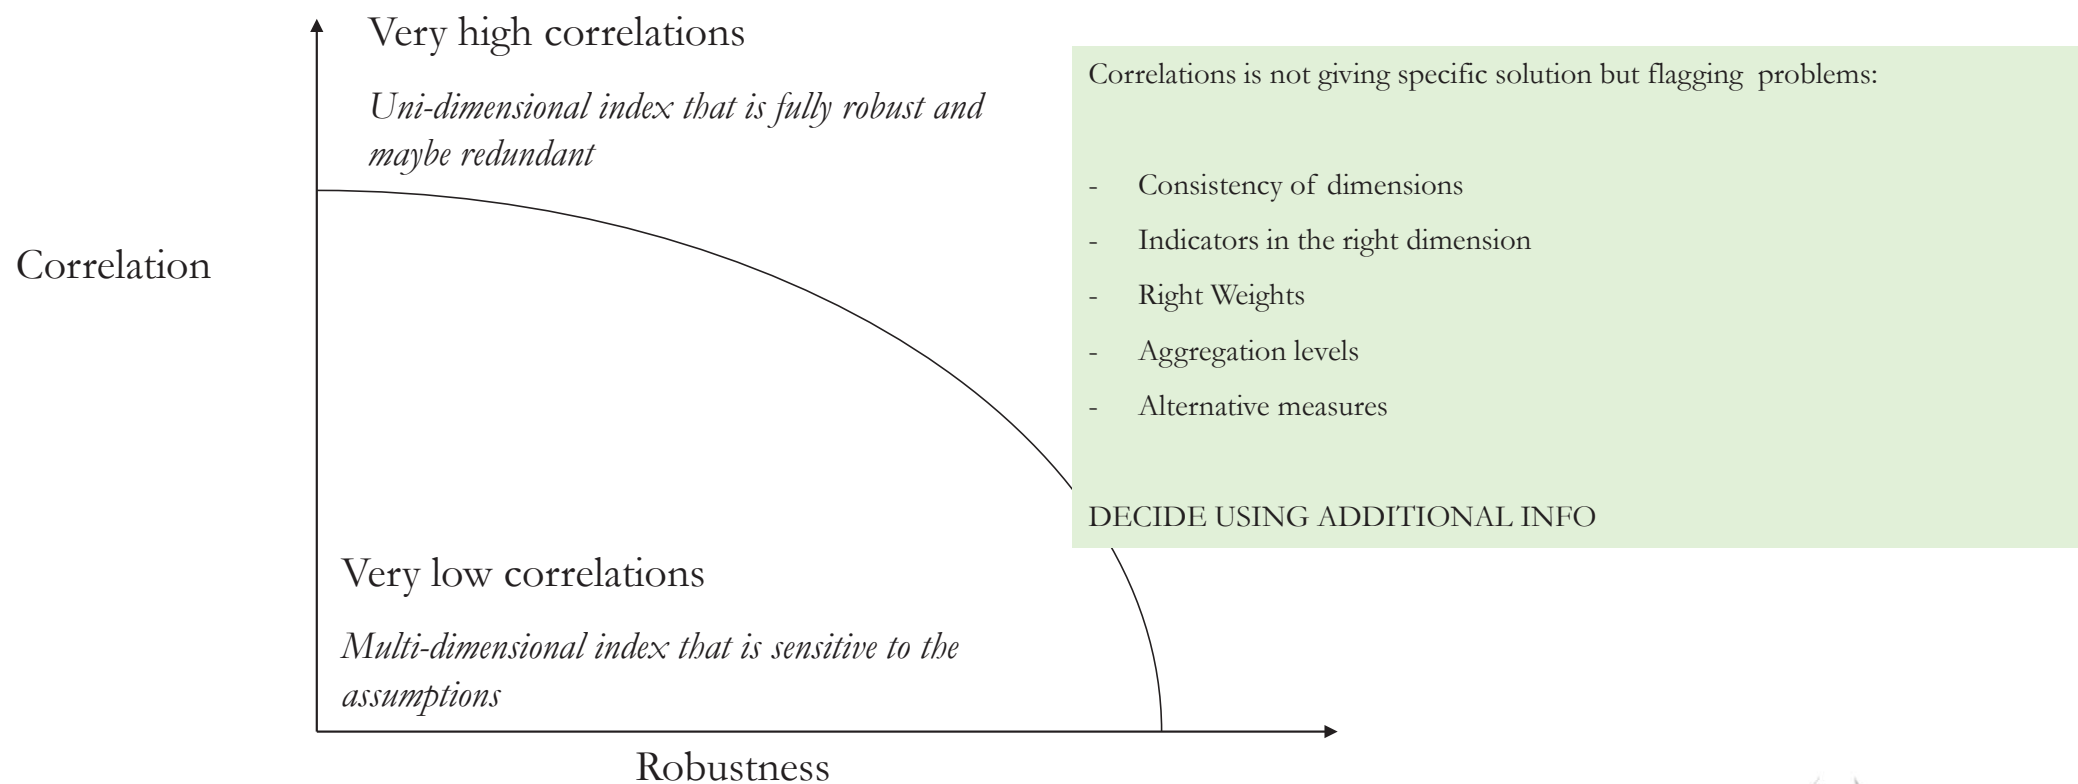 Very high correlations
Uni-dimensional index that is fully robust and
maybe redundant
Correlation
Very low correlations
Multi-dimensional index that is sensitive to the
assumptions
Robustness
Correlations is not giving specific solution but flagging problems:
- Consistency of dimensions
- Indicators in the right dimension
- Right Weights
- Aggregation levels
- Alternative measures
DECIDE USING ADDITIONAL INFO